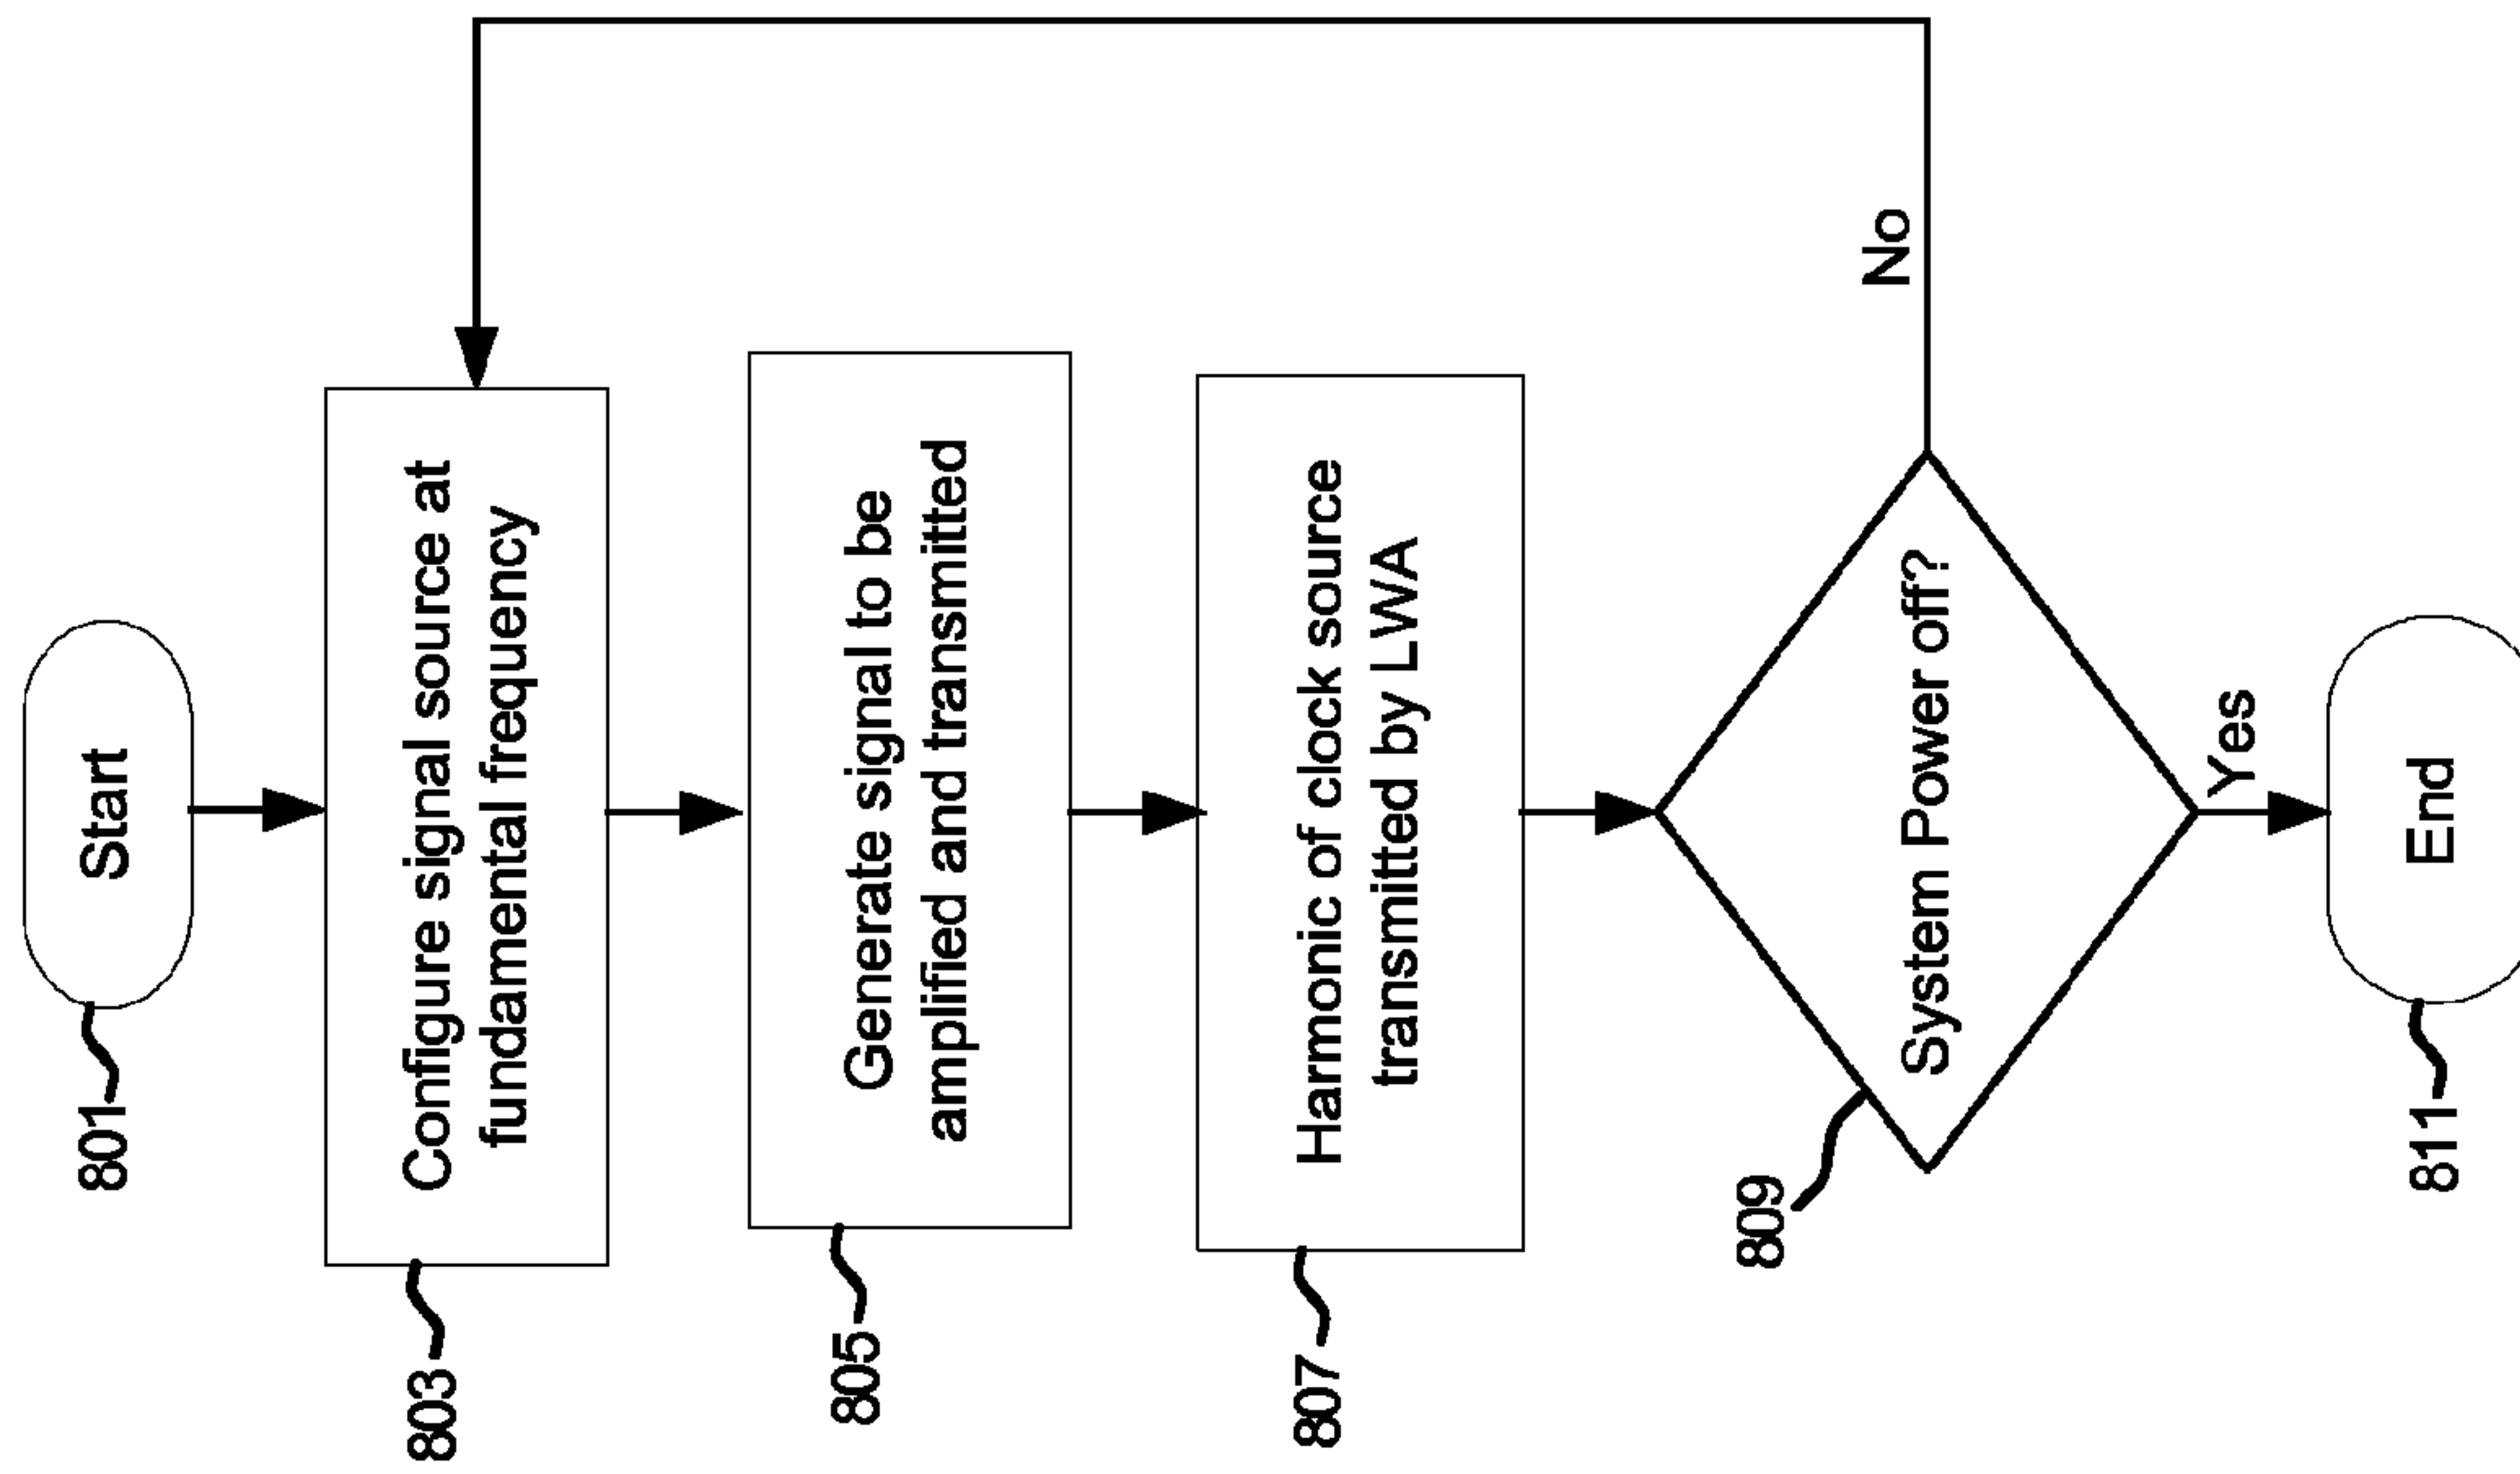 801
Start
803
Configure signal source at
fundamental frequency
805
Generate signal to be
amplified and transmitted
807
Harmonic of clock source
transmitted by LWA
809
System Power off?
No
Yes
811
End